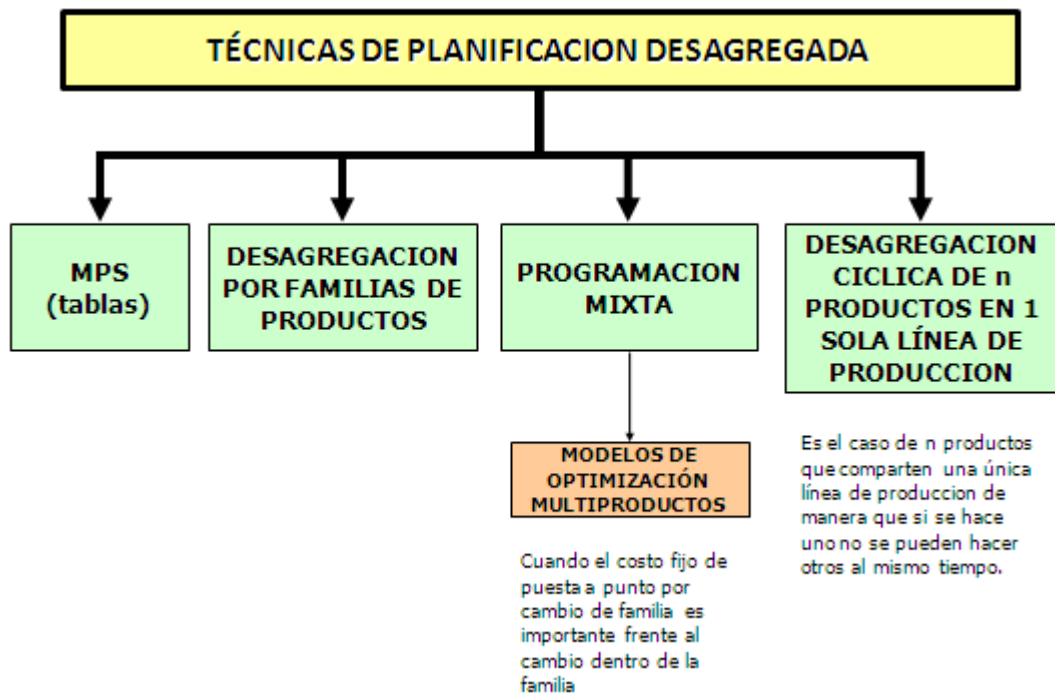 TÉCNICAS DE PLANIFICACION DESAGREGADA
MPS
(tablas)
DESAGREGACION
POR FAMILIAS DE
PRODUCTOS
PROGRAMACION
MIXTA
DESAGREGACION
CICLICA DE n
PRODUCTOS EN 1
SOLA LÍNEA DE
PRODUCCION
MODELOS DE
OPTIMIZACIÓN
MULTIPRODUCTOS
Cuando el costo fijo de
puesta a punto por
cambio de familia es
importante frente al
cambio dentro de la
familia
Es el caso de n productos
que comparten una única
línea de produccion de
manera que si se hace
uno no se pueden hacer
otros al mismo tiempo.